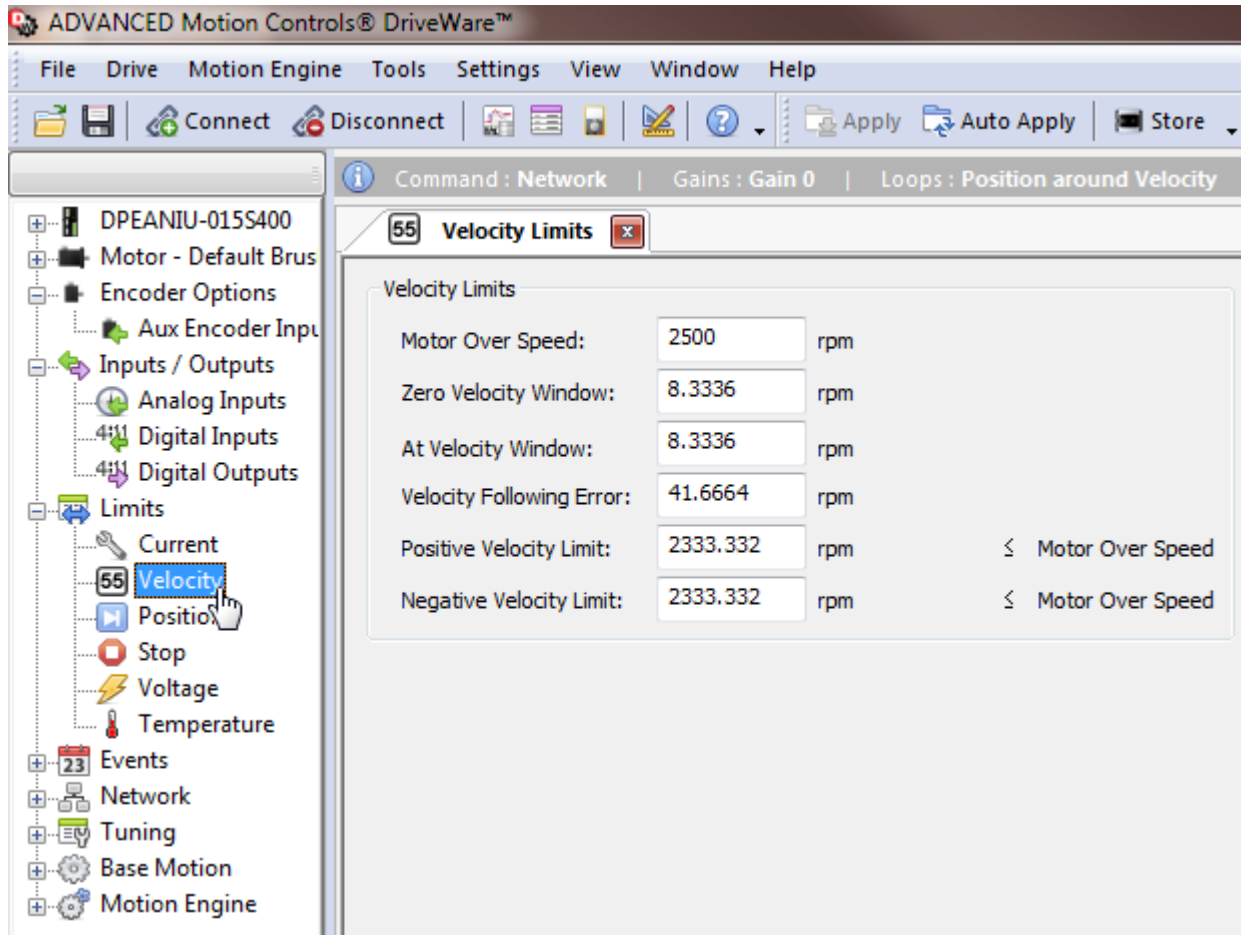 ADVANCED Motion Controls® DriveWare™
File Drive Motion Engine Tools Settings View Window Help
Connect Disconnect Apply Auto Apply Store
Command : Network | Gains : Gain 0 | Loops : Position around Velocity
DPEANIU-015S400
Motor - Default Brus
Encoder Options
Aux Encoder Inpu
Inputs / Outputs
Analog Inputs
Digital Inputs
Digital Outputs
Limits
Current
55 Velocity
Position
Stop
Voltage
Temperature
23 Events
Network
Tuning
Base Motion
Motion Engine
55 Velocity Limits x
Velocity Limits
Motor Over Speed: 2500 rpm
Zero Velocity Window: 8.3336 rpm
At Velocity Window: 8.3336 rpm
Velocity Following Error: 41.6664 rpm
Positive Velocity Limit: 2333.332 rpm ≤ Motor Over Speed
Negative Velocity Limit: 2333.332 rpm ≤ Motor Over Speed